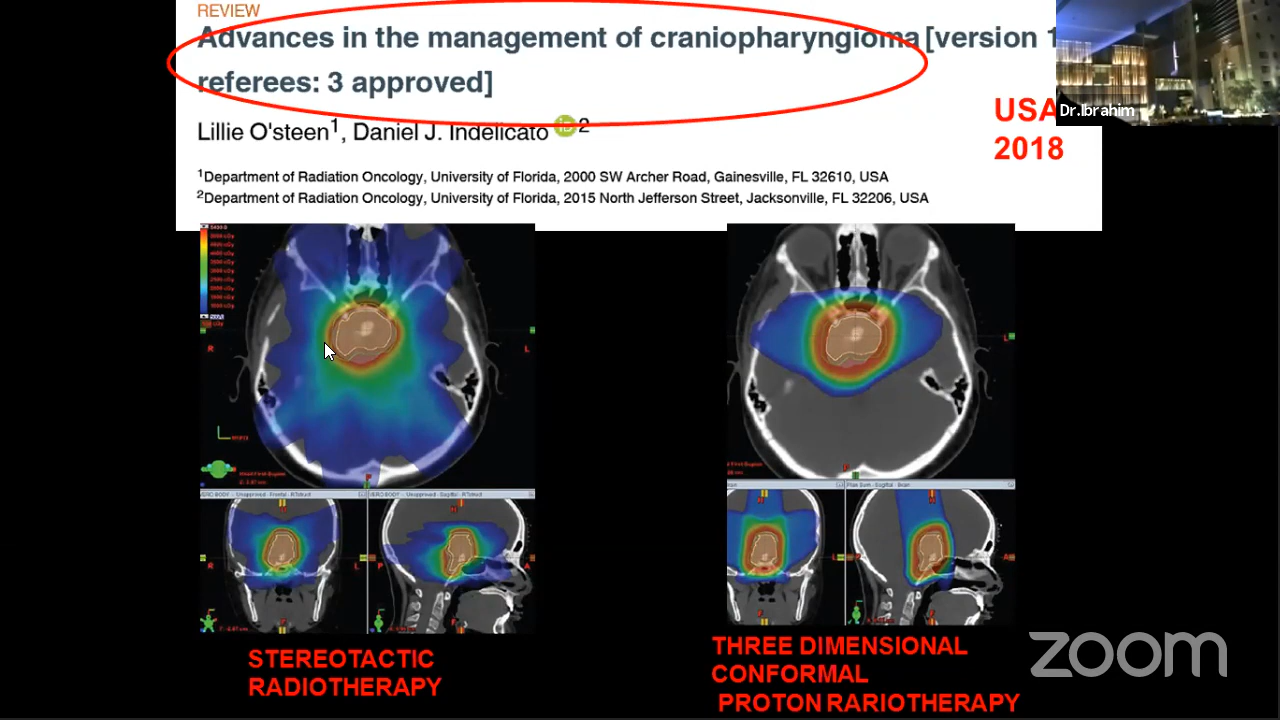 REVIEW
Advances in the management of craniopharyngioma [version 1
referees: 3 approved]
Dr.Ibrahim
USA
2018
Lillie O'steen1, Daniel J. Indelicato iD 2
1Department of Radiation Oncology, University of Florida, 2000 SW Archer Road, Gainesville, FL 32610, USA
2Department of Radiation Oncology, University of Florida, 2015 North Jefferson Street, Jacksonville, FL 32206, USA
R
L
L
R
L
P
A
L
A
STEREOTACTIC
RADIOTHERAPY
THREE DIMENSIONAL
CONFORMAL
PROTON RARIOTHERAPY
zoom